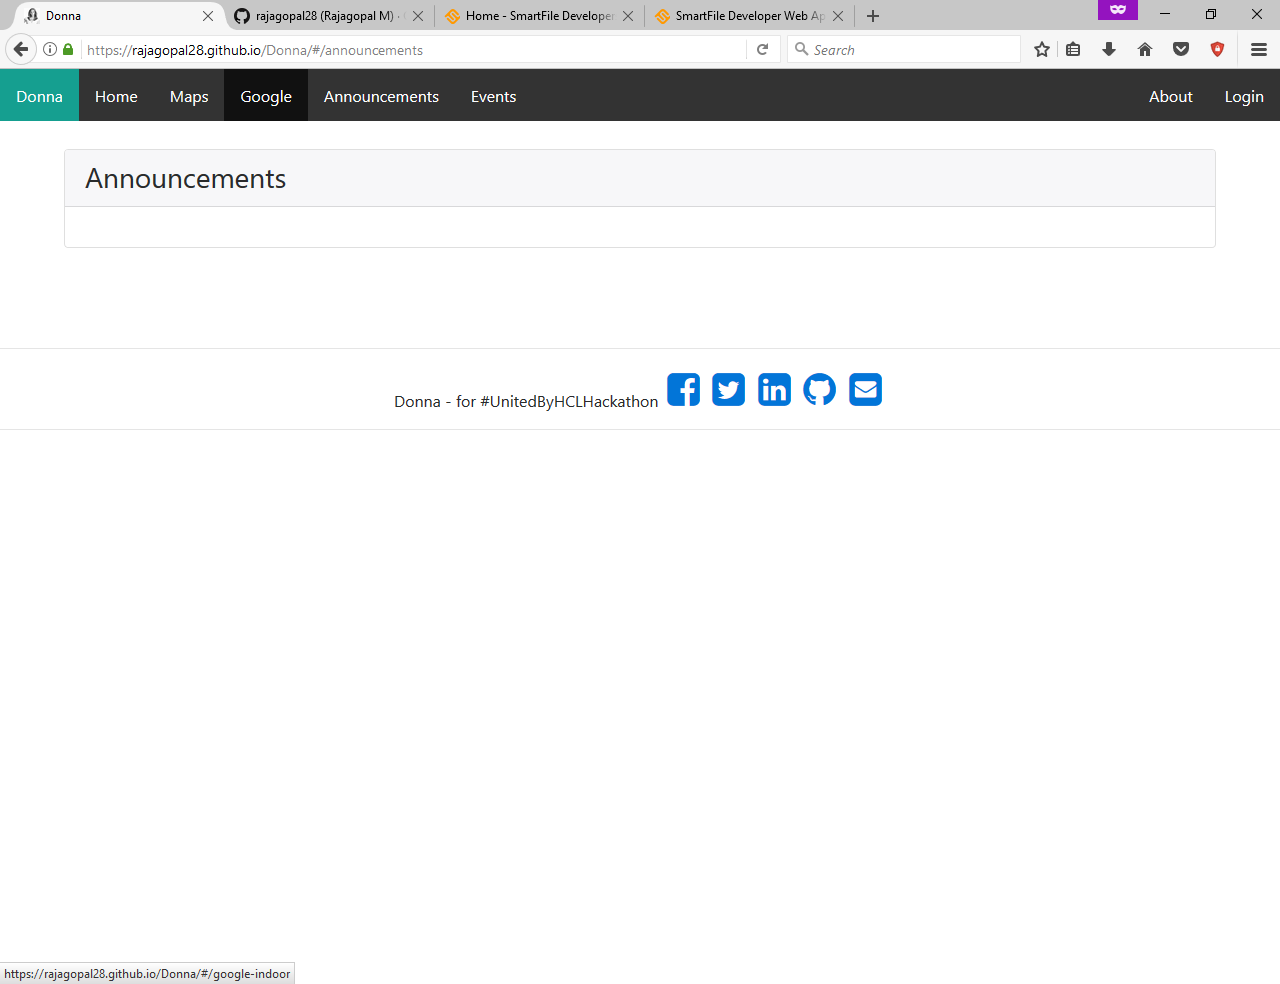 Donna
rajagopal28 (Rajagopal M) ·
Home - SmartFile Developer
SmartFile Developer Web Ap
https://rajagopal28.github.io/Donna/#/announcements
Search
Donna Home Maps Google Announcements Events About Login
Announcements
Donna - for #UnitedByHCLHackathon
https://rajagopal28.github.io/Donna/#/google-indoor